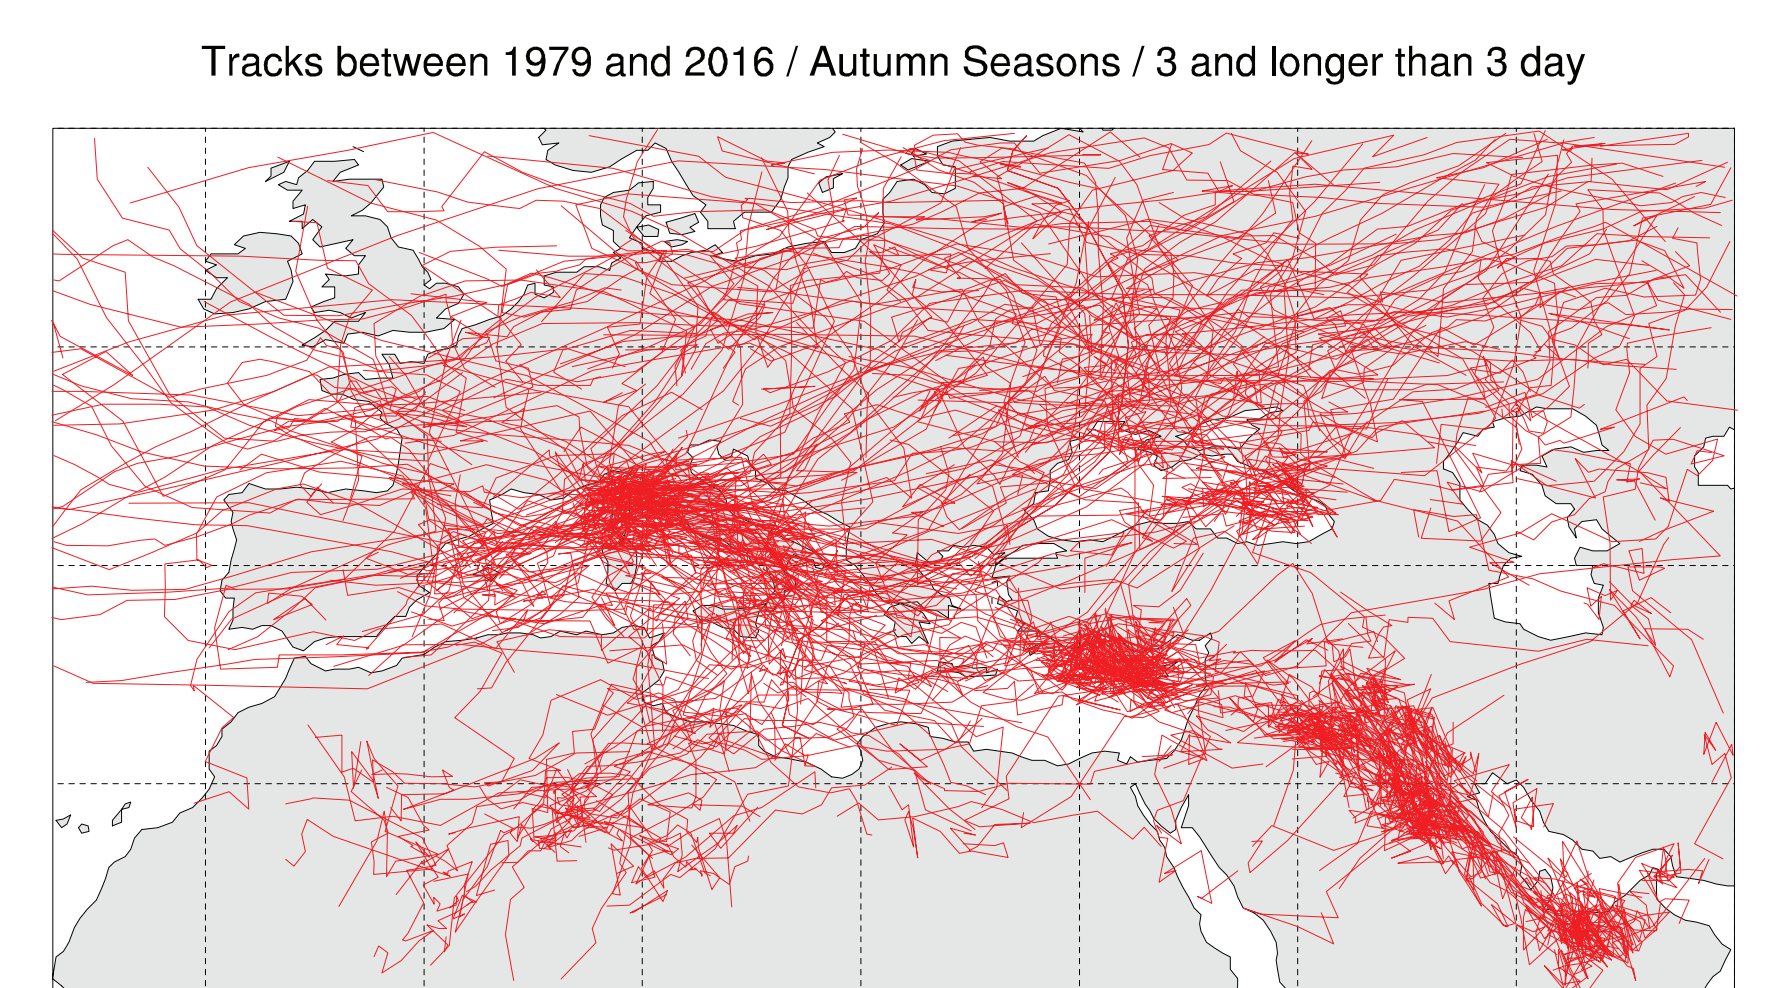 Tracks between 1979 and 2016 / Autumn Seasons / 3 and longer than 3 day